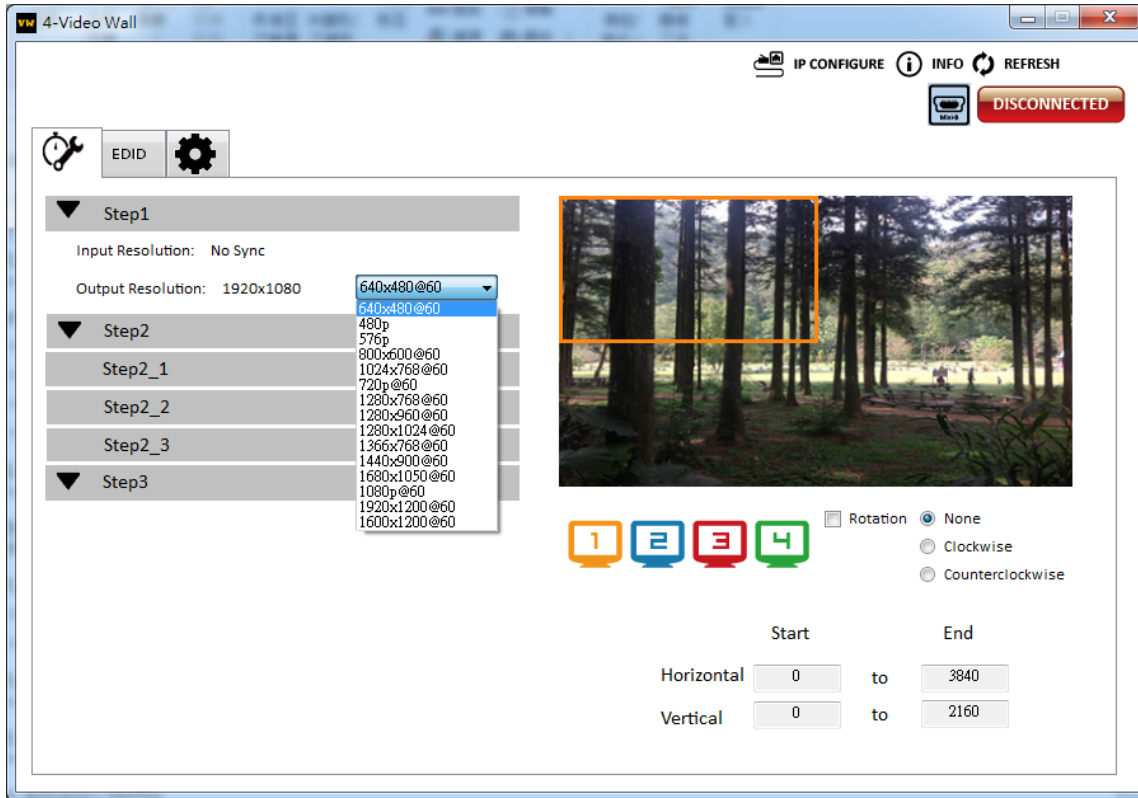 VW 4-Video Wall
IP CONFIGURE INFO REFRESH
Mini-B DISCONNECTED
EDID
Step1
Input Resolution: No Sync
Output Resolution: 1920x1080 640x480@60
640x480@60
480p
576p
800x600@60
1024x768@60
720p@60
1280x768@60
1280x960@60
1280x1024@60
1366x768@60
1440x900@60
1680x1050@60
1080p@60
1920x1200@60
1600x1200@60
Step2
Step2_1
Step2_2
Step2_3
Step3
1 2 3 4
Rotation None
Clockwise
Counterclockwise
Start End
Horizontal 0 to 3840
Vertical 0 to 2160